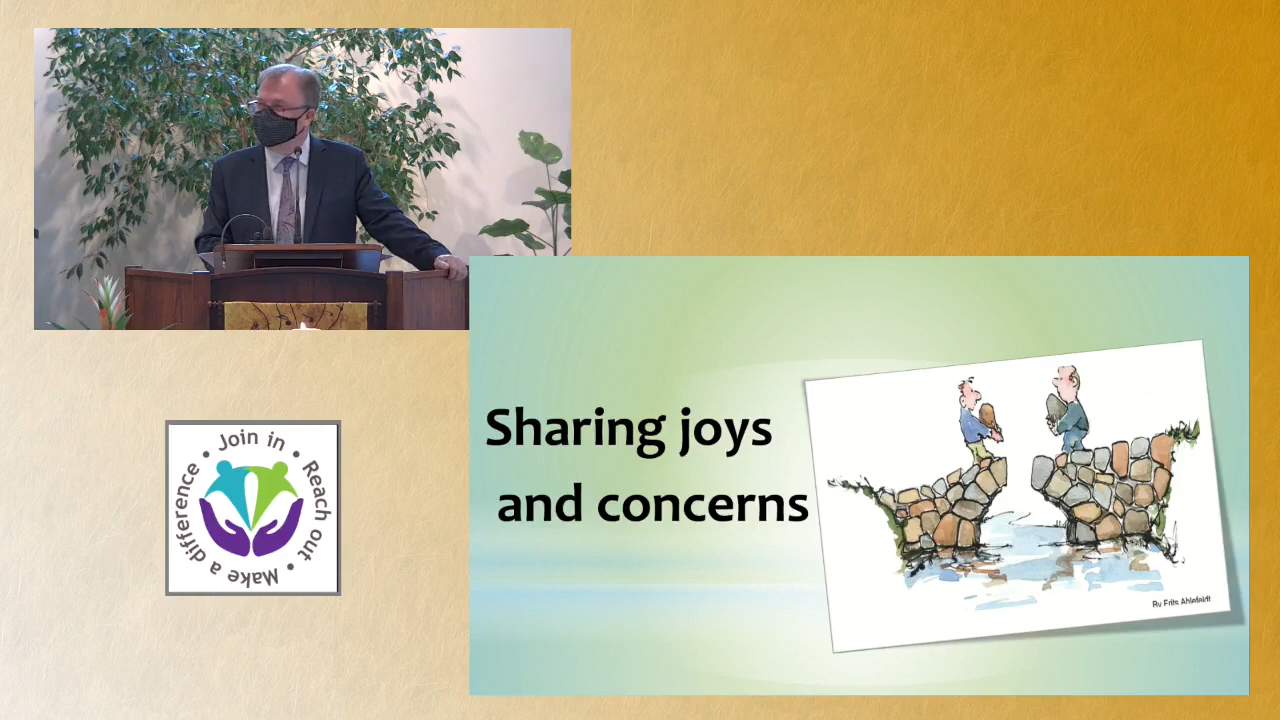 Sharing joys
and concerns
Join in • Reach out • Make a difference •
By Frits Ahlefeldt